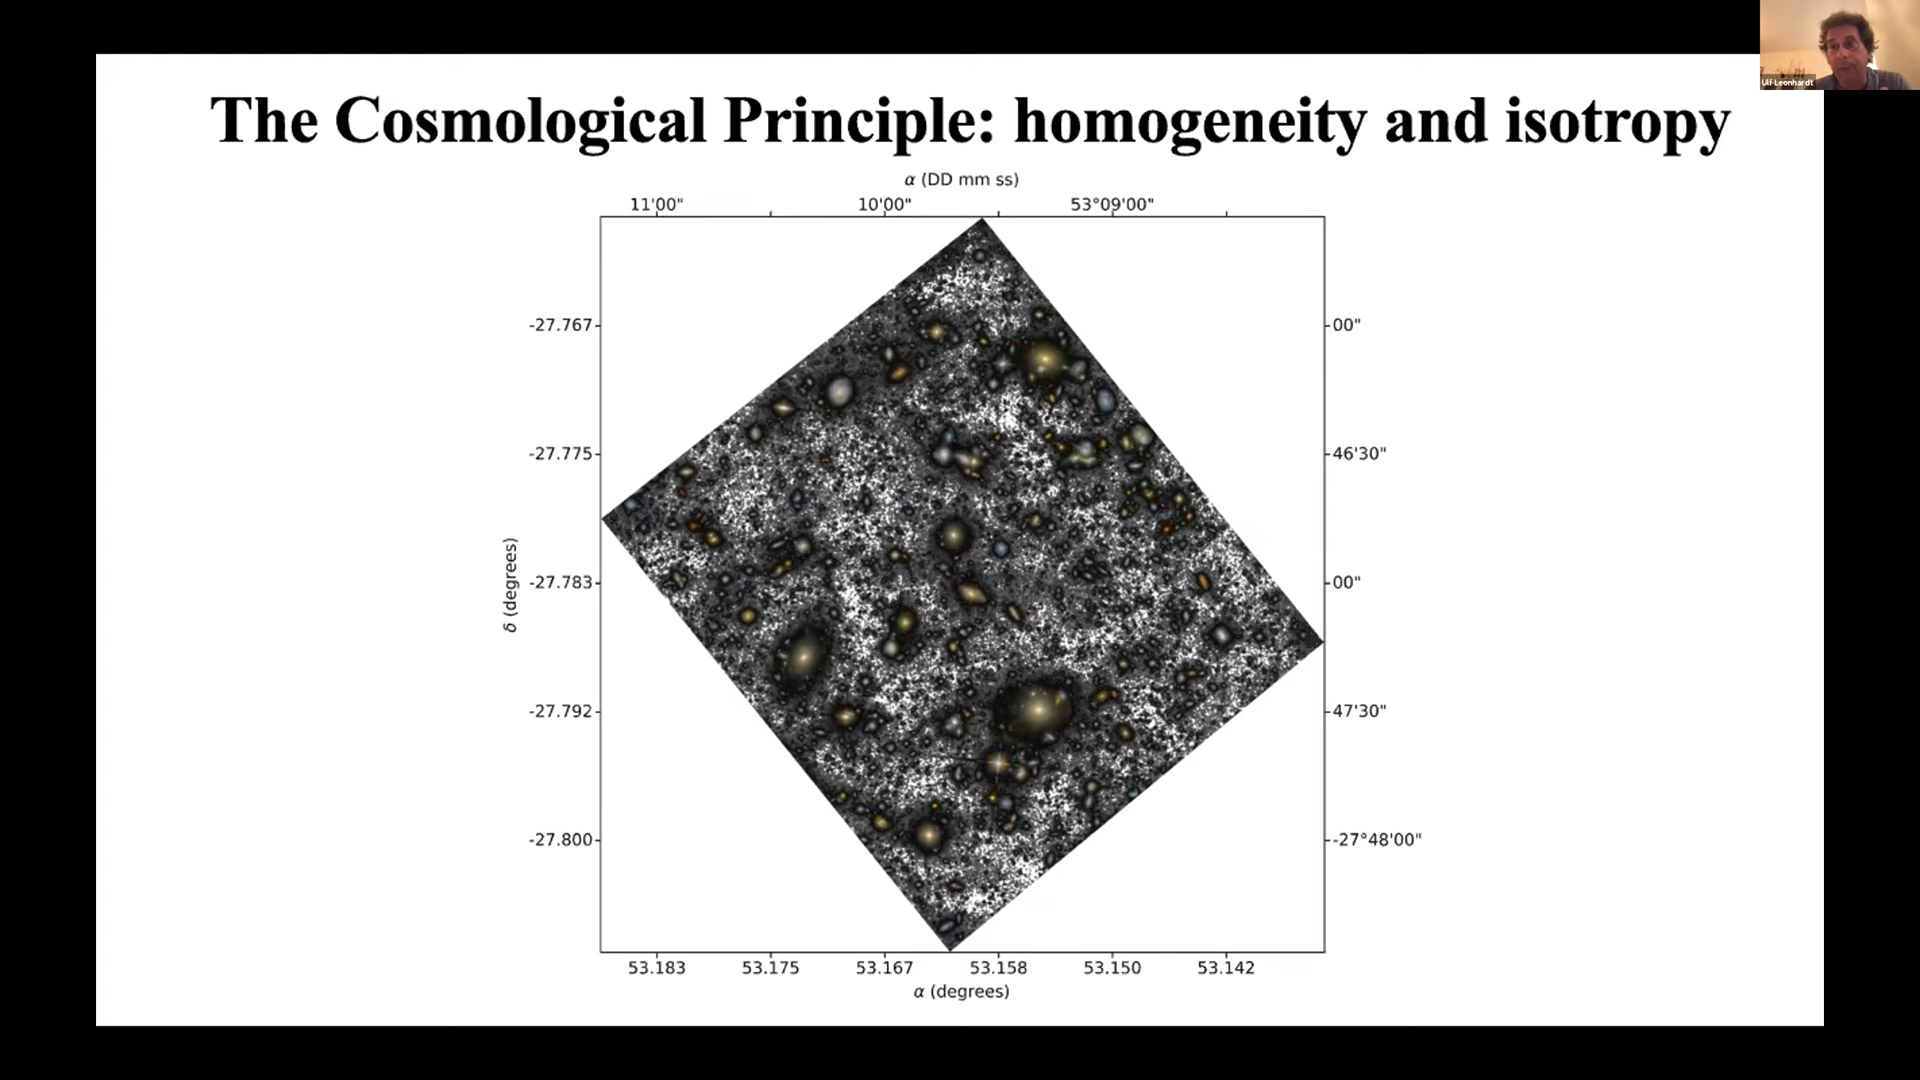 Ulf Leonhardt
The Cosmological Principle: homogeneity and isotropy
α (DD mm ss)
11'00" 10'00" 53°09'00"
-27.767 00"
-27.775 46'30"
δ (degrees)
-27.783 00"
-27.792 47'30"
-27.800 -27°48'00"
53.183 53.175 53.167 53.158 53.150 53.142
α (degrees)